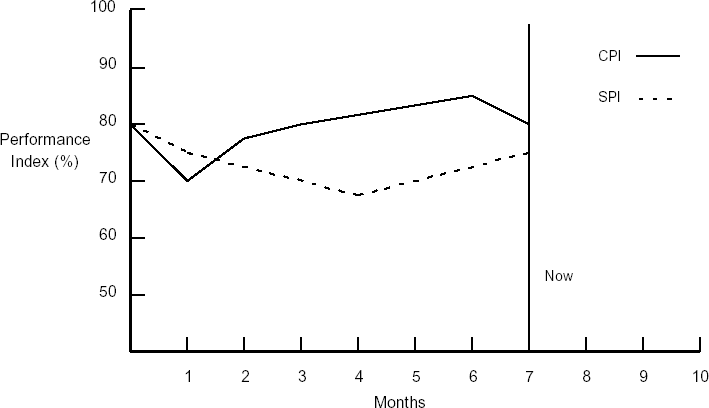 100
90
80
70
60
50
Performance
Index (%)
CPI
SPI
Now
1 2 3 4 5 6 7 8 9 10
Months